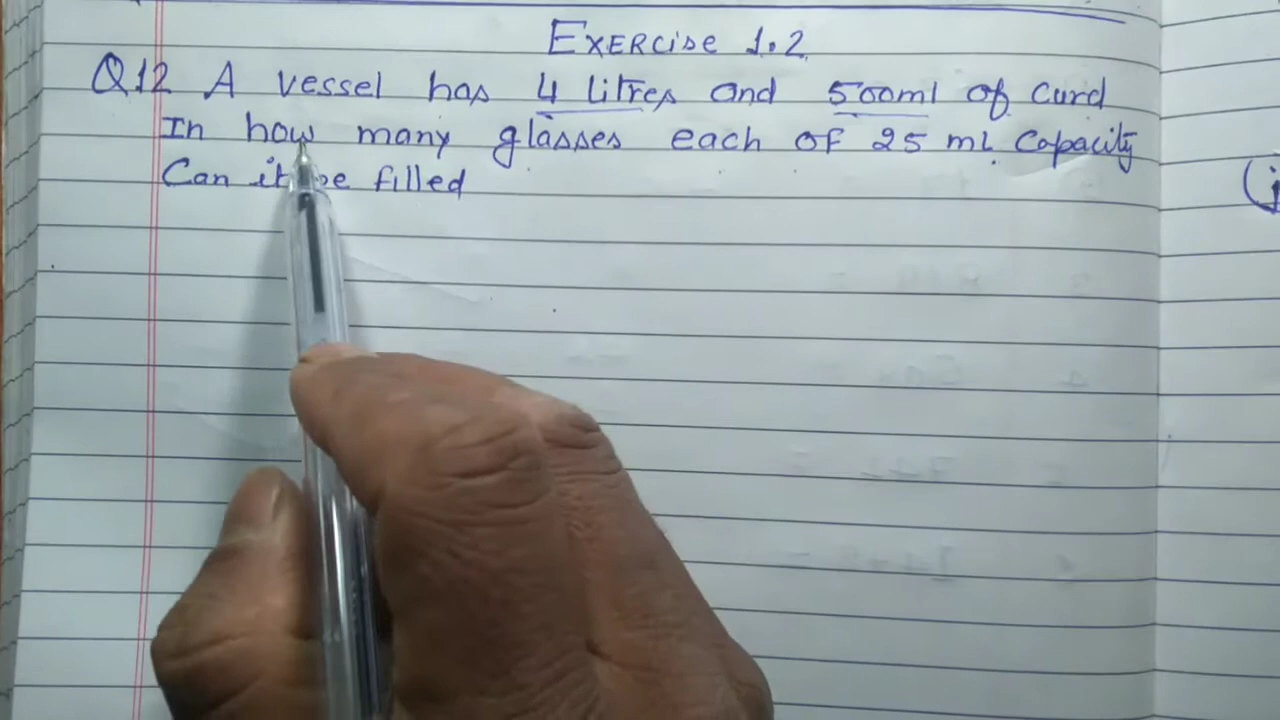 Exercise 1.2
Q12 A vessel has 4 litres and 500ml of Curd
In how many glasses each of 25 ml Capacity
Can it be filled